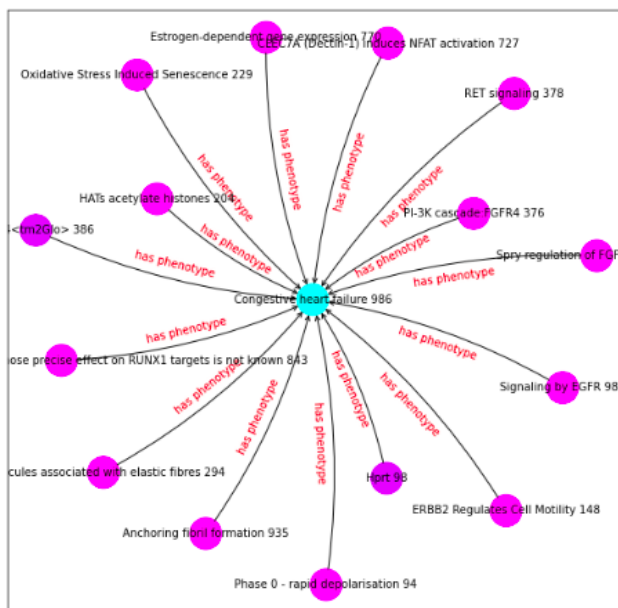 Estrogen-dependent gene expression 770
CLEC7A (Dectin-1) induces NFAT activation 727
Oxidative Stress Induced Senescence 229
RET signaling 378
has phenotype
has phenotype
has phenotype
has phenotype
HATs acetylate histones 204
PI-3K cascade FGFR4 376
<tm2Glo> 386
has phenotype
has phenotype
has phenotype
Spry regulation of FGF
has phenotype
Congestive heart failure 986
has phenotype
has phenotype
ose precise effect on RUNX1 targets is not known 843
has phenotype
has phenotype
has phenotype
Signaling by EGFR 98
has phenotype
has phenotype
cules associated with elastic fibres 294
Hprt 98
ERBB2 Regulates Cell Motility 148
Anchoring fibril formation 935
Phase 0 - rapid depolarisation 94